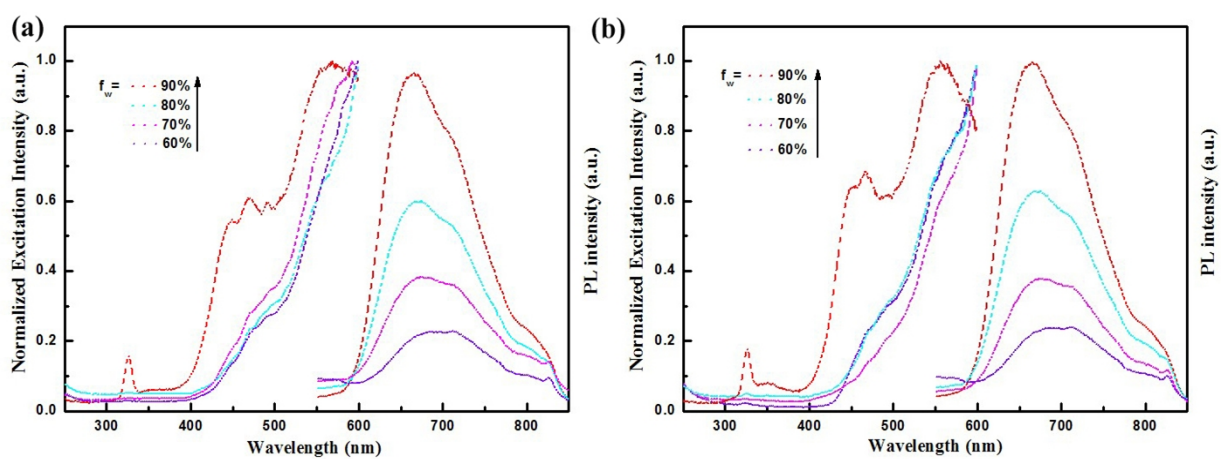 (a)
Normalized Excitation Intensity (a.u.)
1.0
0.8
0.6
0.4
0.2
0.0
f_w= 90%
80%
70%
60%
300 400 500 600 700 800
Wavelength (nm)
PL intensity (a.u.)
(b)
Normalized Excitation Intensity (a.u.)
1.0
0.8
0.6
0.4
0.2
0.0
f_w= 90%
80%
70%
60%
300 400 500 600 700 800
Wavelength (nm)
PL intensity (a.u.)